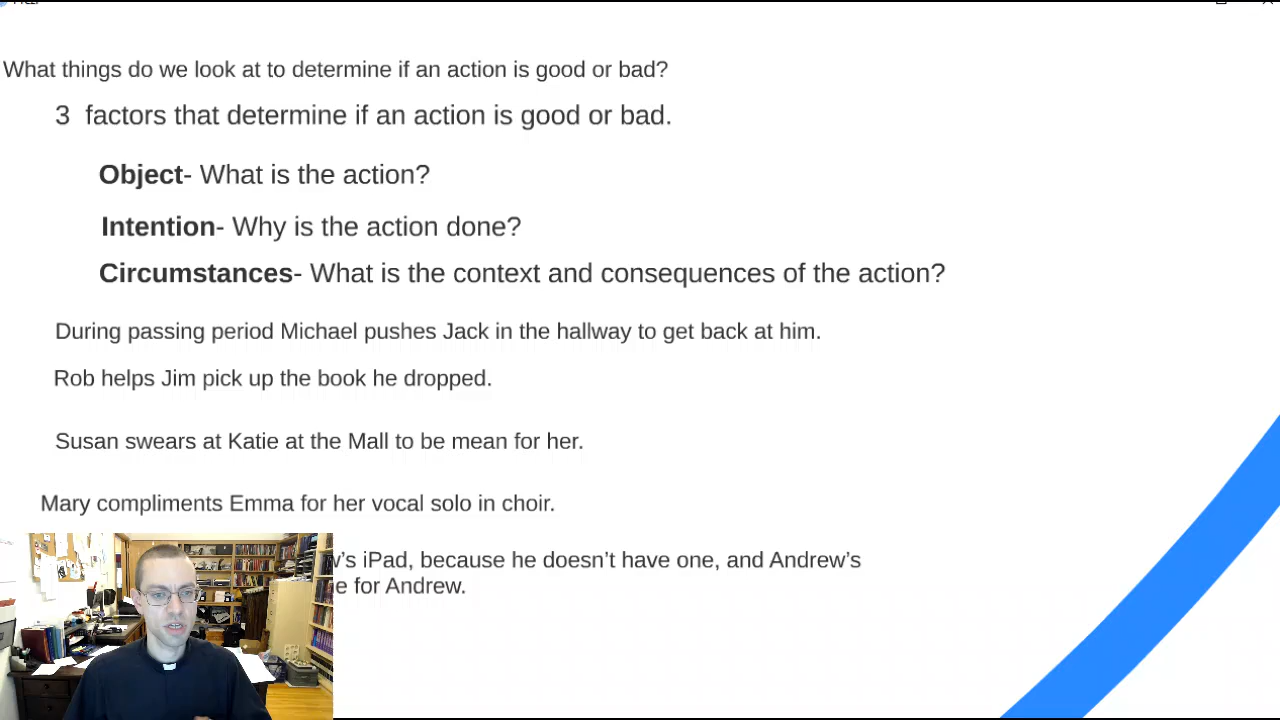 What things do we look at to determine if an action is good or bad?
3 factors that determine if an action is good or bad.
Object- What is the action?
Intention- Why is the action done?
Circumstances- What is the context and consequences of the action?
During passing period Michael pushes Jack in the hallway to get back at him.
Rob helps Jim pick up the book he dropped.
Susan swears at Katie at the Mall to be mean for her.
Mary compliments Emma for her vocal solo in choir.
's iPad, because he doesn't have one, and Andrew's
e for Andrew.